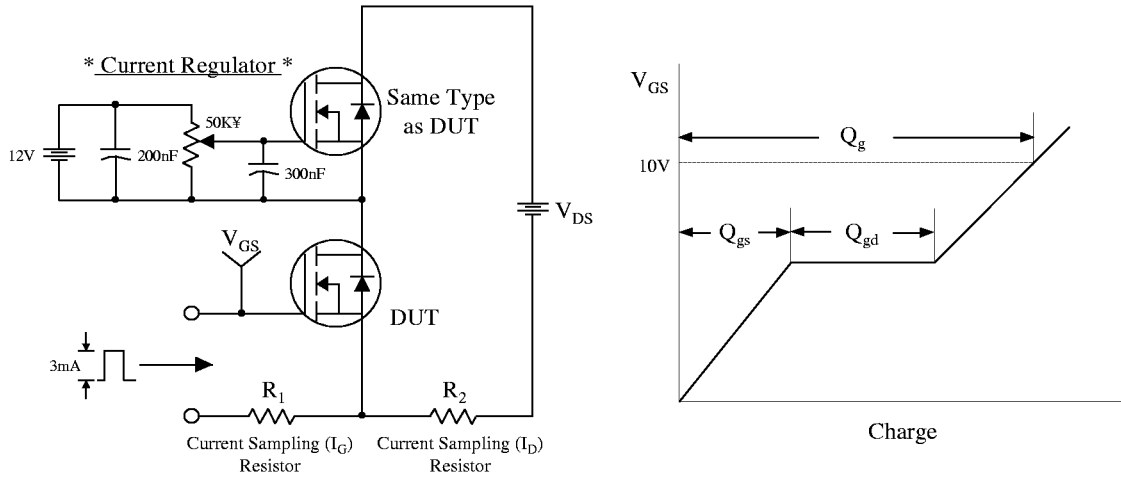 * Current Regulator *
12V
200nF
50K¥
300nF
Same Type
as DUT
V_DS
V_GS
DUT
3mA
R_1
R_2
Current Sampling (I_G)
Resistor
Current Sampling (I_D)
Resistor
V_GS
10V
Q_g
Q_gs
Q_gd
Charge